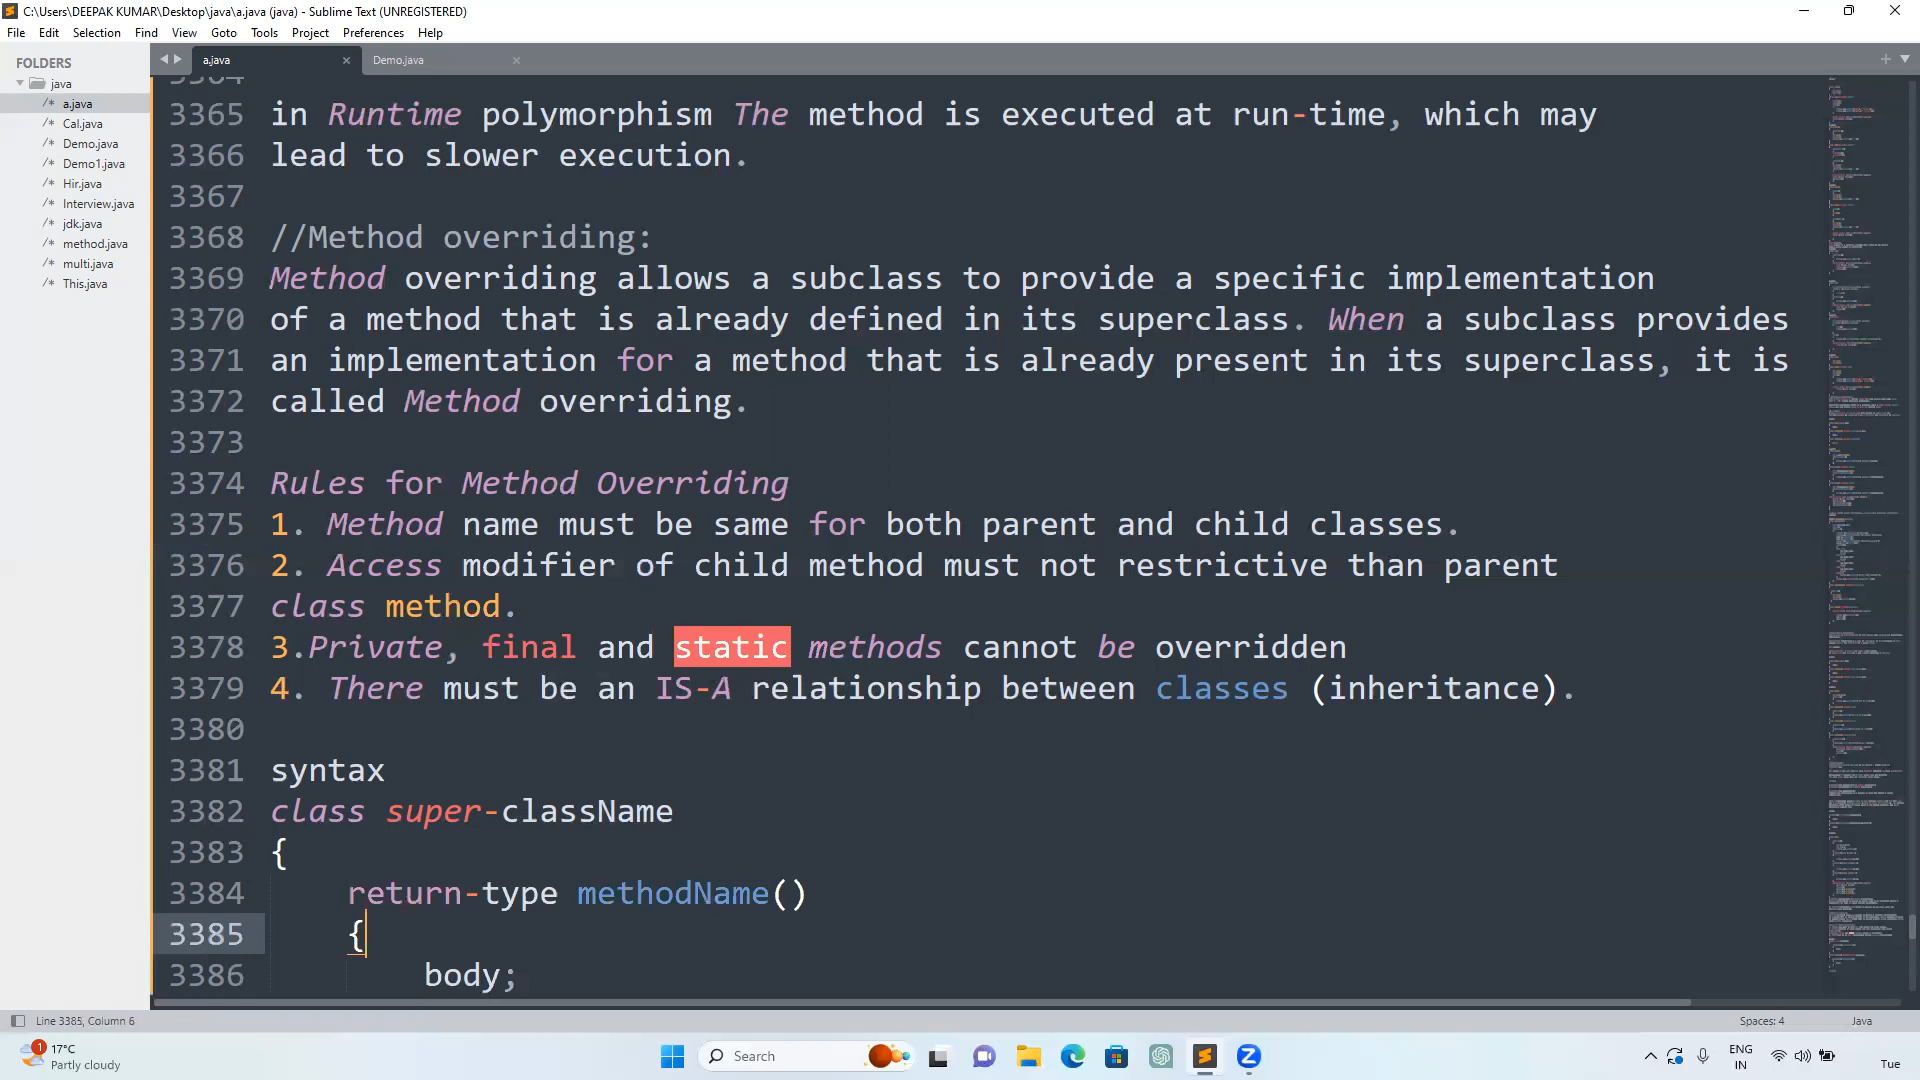 C:\Users\DEEPAK KUMAR\Desktop\java\a.java (java) - Sublime Text (UNREGISTERED)
File Edit Selection Find View Goto Tools Project Preferences Help
FOLDERS
java
a.java
Cal.java
Demo.java
Demo1.java
Hir.java
Interview.java
jdk.java
method.java
multi.java
This.java
a.java Demo.java
3364
3365 in Runtime polymorphism The method is executed at run-time, which may
3366 lead to slower execution.
3367
3368 //Method overriding:
3369 Method overriding allows a subclass to provide a specific implementation
3370 of a method that is already defined in its superclass. When a subclass provides
3371 an implementation for a method that is already present in its superclass, it is
3372 called Method overriding.
3373
3374 Rules for Method Overriding
3375 1. Method name must be same for both parent and child classes.
3376 2. Access modifier of child method must not restrictive than parent
3377 class method.
3378 3.Private, final and static methods cannot be overridden
3379 4. There must be an IS-A relationship between classes (inheritance).
3380
3381 syntax
3382 class super-className
3383 {
3384 return-type methodName()
3385 {
3386 body;
Line 3385, Column 6 Spaces: 4 Java
1
17°C
Partly cloudy
Search
ENG
IN
Tue